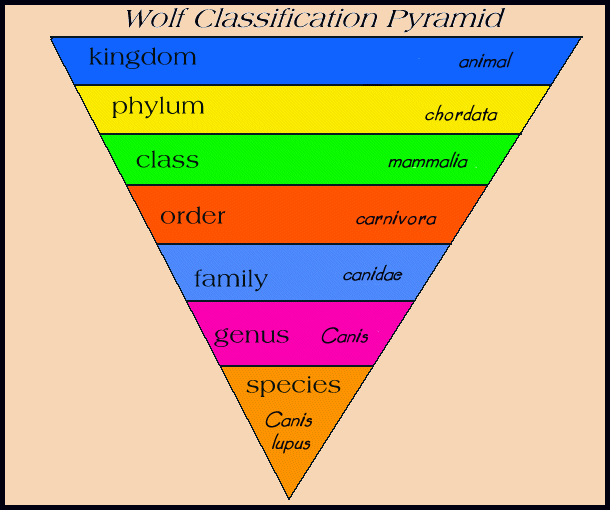 Wolf Classification Pyramid
kingdom animal
phylum chordata
class mammalia
order carnivora
family canidae
genus Canis
species
Canis
lupus